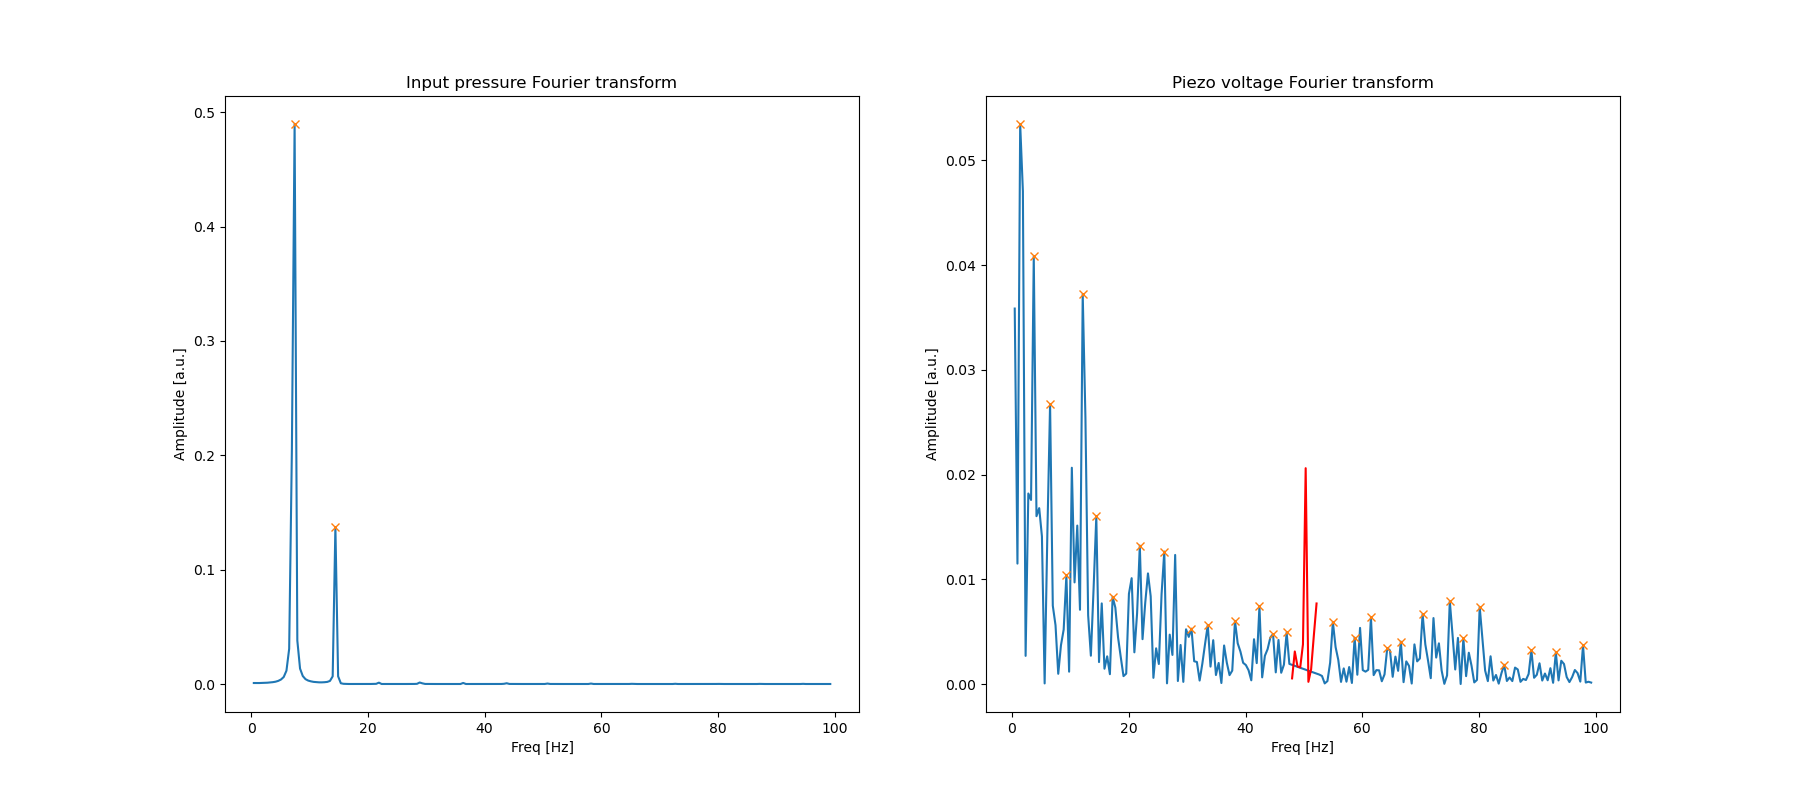 Input pressure Fourier transform
Amplitude [a.u.]
0.5
0.4
0.3
0.2
0.1
0.0
0 20 40 60 80 100
Freq [Hz]
Piezo voltage Fourier transform
Amplitude [a.u.]
0.05
0.04
0.03
0.02
0.01
0.00
0 20 40 60 80 100
Freq [Hz]